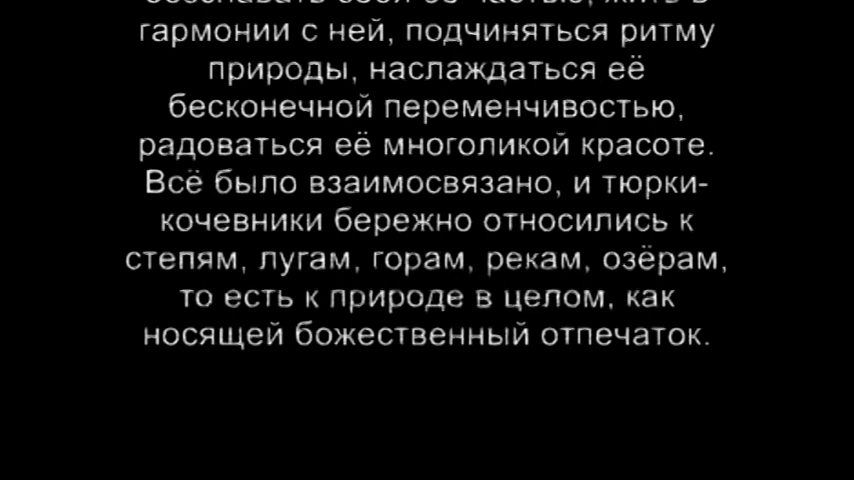 гармонии с ней, подчиняться ритму
природы, наслаждаться её
бесконечной переменчивостью,
радоваться её многоликой красоте.
Всё было взаимосвязано, и тюрки-
кочевники бережно относились к
степям, лугам, горам, рекам, озёрам,
то есть к природе в целом, как
носящей божественный отпечаток.